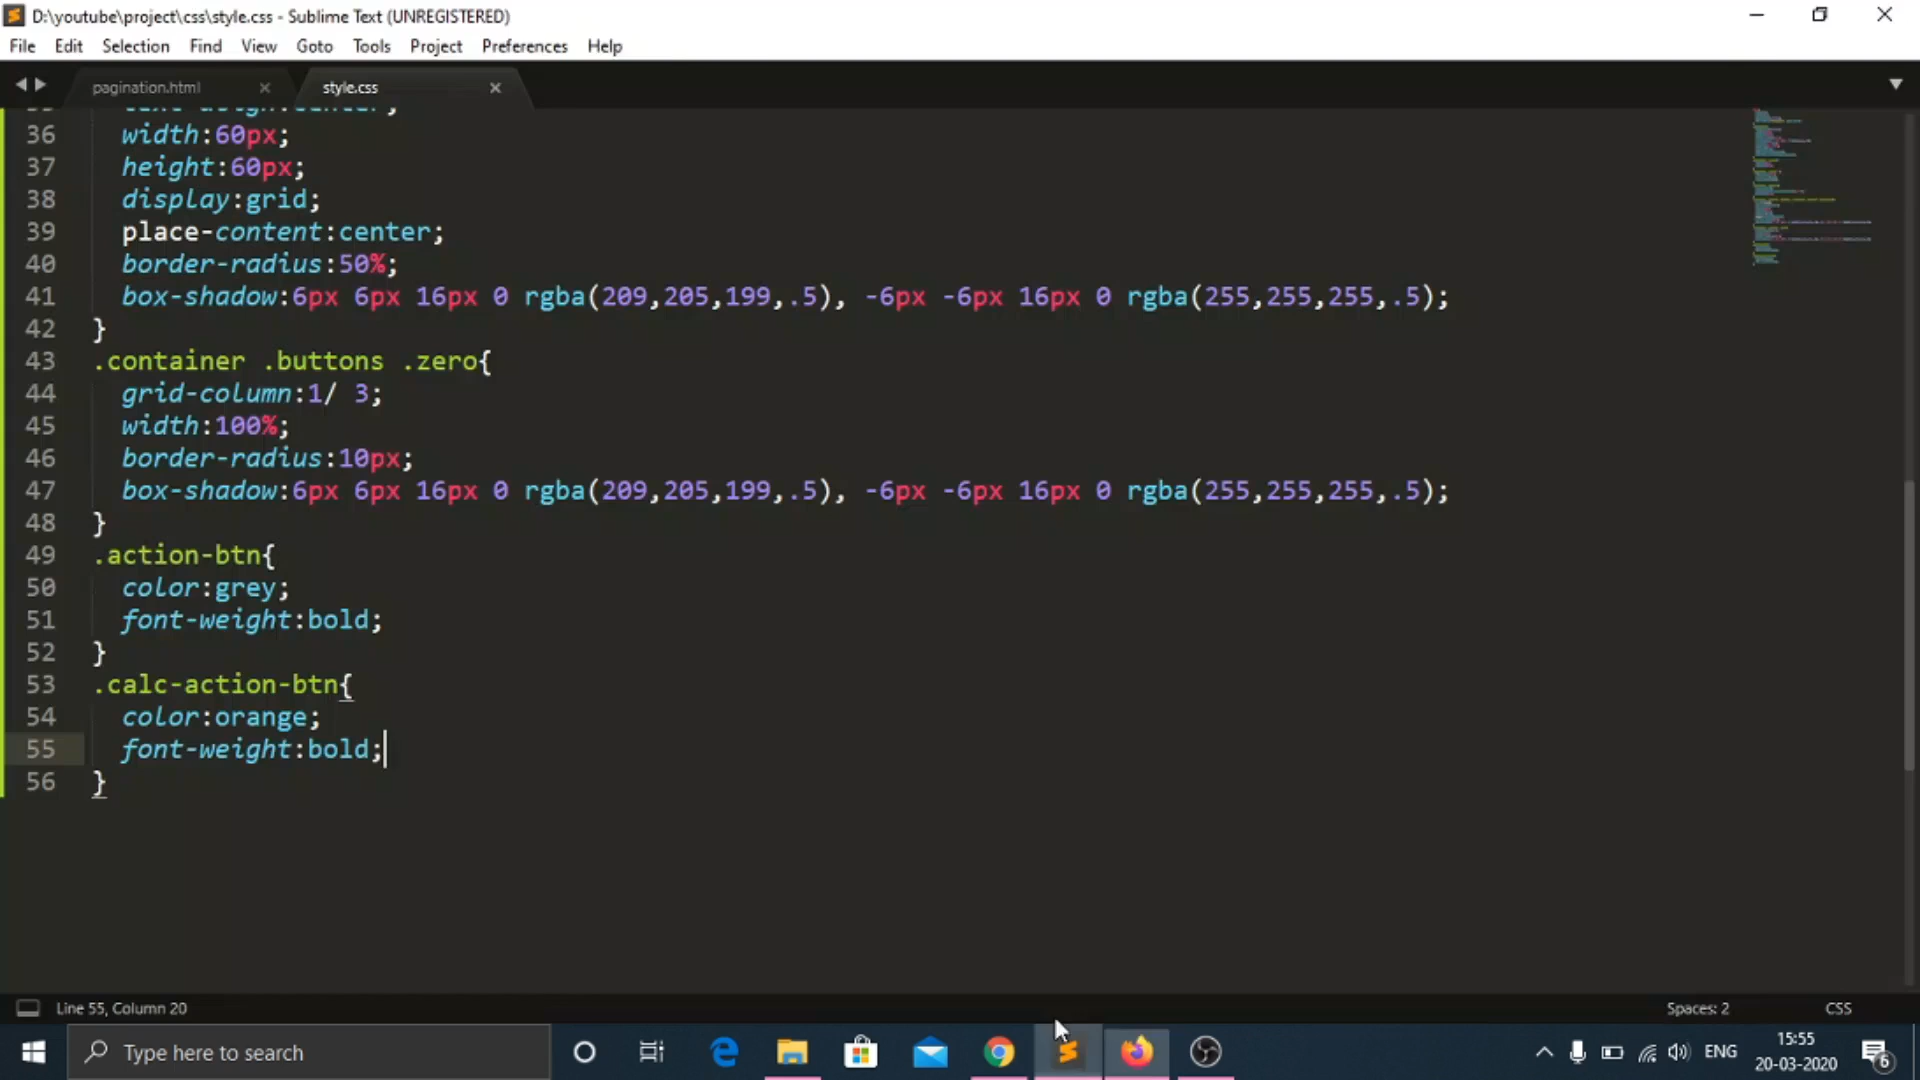 D:\youtube\project\css\style.css - Sublime Text (UNREGISTERED)
File Edit Selection Find View Goto Tools Project Preferences Help
pagination.html
style.css
36 width:60px;
37 height:60px;
38 display:grid;
39 place-content:center;
40 border-radius:50%;
41 box-shadow:6px 6px 16px 0 rgba(209,205,199,.5), -6px -6px 16px 0 rgba(255,255,255,.5);
42 }
43 .container .buttons .zero{
44 grid-column:1/ 3;
45 width:100%;
46 border-radius:10px;
47 box-shadow:6px 6px 16px 0 rgba(209,205,199,.5), -6px -6px 16px 0 rgba(255,255,255,.5);
48 }
49 .action-btn{
50 color:grey;
51 font-weight:bold;
52 }
53 .calc-action-btn{
54 color:orange;
55 font-weight:bold;
56 }
Line 55, Column 20
Spaces: 2
CSS
Type here to search
ENG
15:55
20-03-2020
6